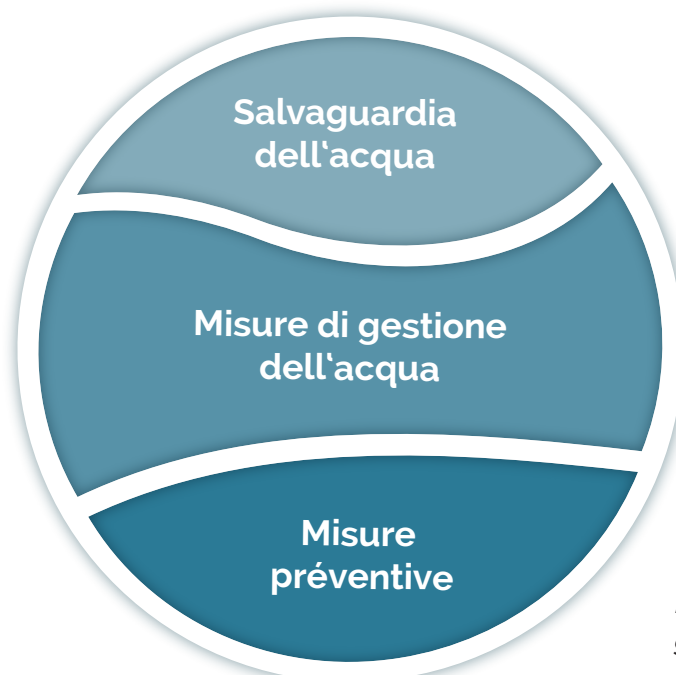 Salvaguardia
dell‘acqua
Misure di gestione
dell‘acqua
Misure
préventive